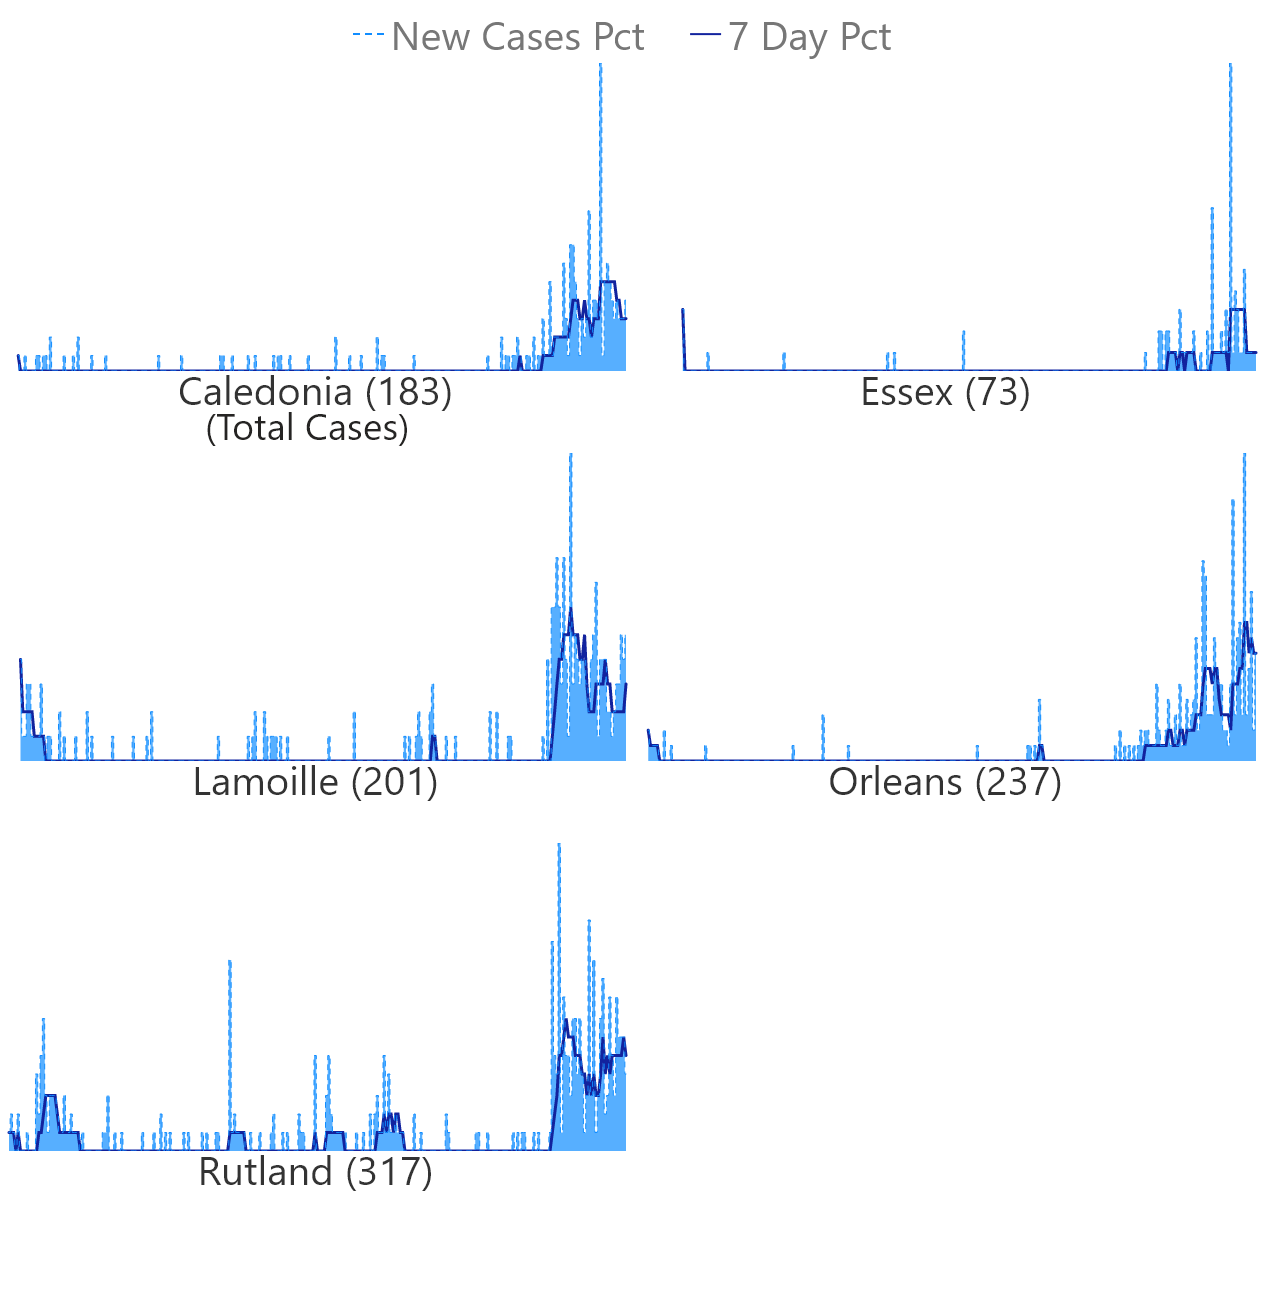 New Cases Pct 7 Day Pct
Caledonia (183) Essex (73)
(Total Cases)
Lamoille (201) Orleans (237)
Rutland (317)